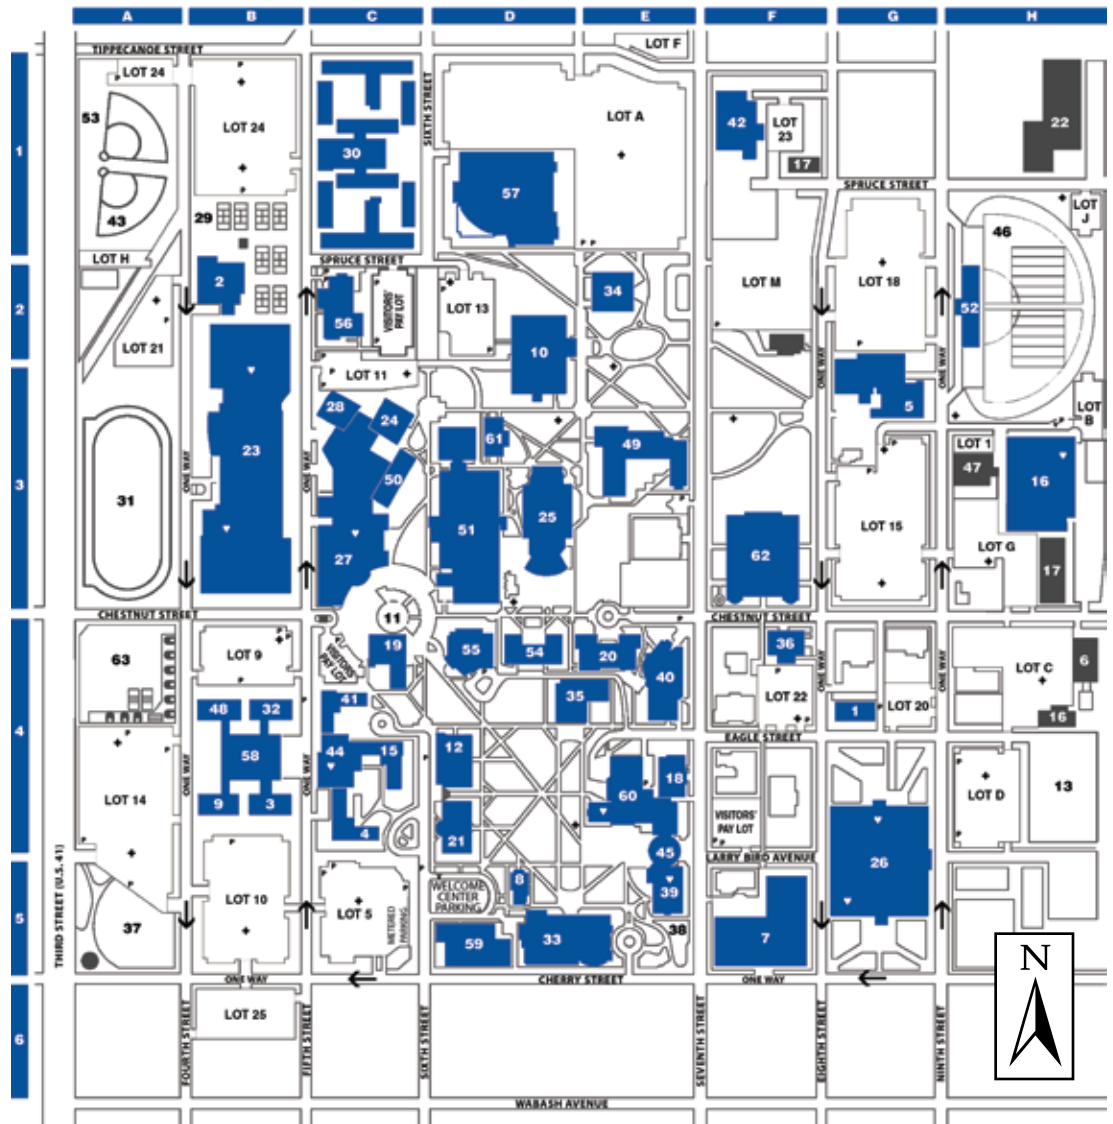 A B C D E F G H
1
2
3
4
5
6
TIPPECANOE STREET
LOT 24
P
53
LOT 24
P
P
43
29
LOT H
30
SIXTH STREET
LOT F
LOT A
57
P P
42
LOT
23
17
22
SPRUCE STREET
LOT
J
46
SPRUCE STREET
2
P
56
VISITORS'
PAY LOT
P
P
LOT 13
P
P
34
LOT M
P
LOT 18
P
52
P
LOT 21
10
ONE WAY
ONE WAY
P
LOT 11
P
5
LOT
B
28
24
61
49
LOT 1
47
16
23
ONE WAY
ONE WAY
50
P
P
31
51
25
27
62
LOT 15
LOT G
17
CHESTNUT STREET
11
P
CHESTNUT STREET
63
LOT 9
P
P
P
VISITORS'
PAY LOT
19
55
54
20
40
36
ONE WAY
ONE WAY
LOT C
6
35
LOT 22
P
LOT 20
P
1
16
P
P
48
32
41
EAGLE STREET
58
ONE WAY
ONE WAY
44
15
12
P
18
60
P
LOT 14
9
3
4
21
VISITORS'
PAY LOT
P P
LOT D
P
P
13
P
P
45
LARRY BIRD AVENUE
26
THIRD STREET (U.S. 41)
37
LOT 10
P
P
P
LOT 5
P
P
METERED
PARKING
P
P
WELCOME
CENTER
PARKING
8
39
59
33
38
7
ONE WAY
CHERRY STREET
ONE WAY
N
LOT 25
FOURTH STREET
FIFTH STREET
SIXTH STREET
SEVENTH STREET
EIGHTH STREET
NINTH STREET
WABASH AVENUE